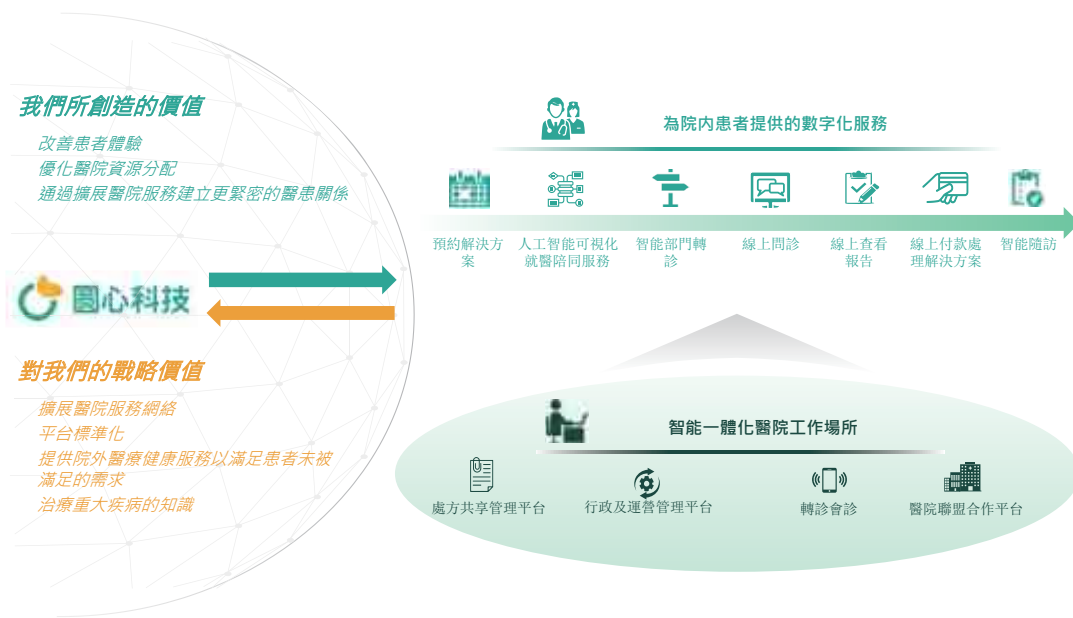 我們所創造的價值
改善患者體驗
優化醫院資源分配
通過擴展醫院服務建立更緊密的醫患關係
圓心科技
對我們的戰略價值
擴展醫院服務網絡
平台標準化
提供院外醫療健康服務以滿足患者未被
滿足的需求
治療重大疾病的知識
為院內患者提供的數字化服務
預約解決方
案
人工智能可視化
就醫陪同服務
智能部門轉
診
線上問診
線上查看
報告
線上付款處
理解決方案
智能隨訪
智能一體化醫院工作場所
處方共享管理平台
行政及運營管理平台
轉診會診
醫院聯盟合作平台